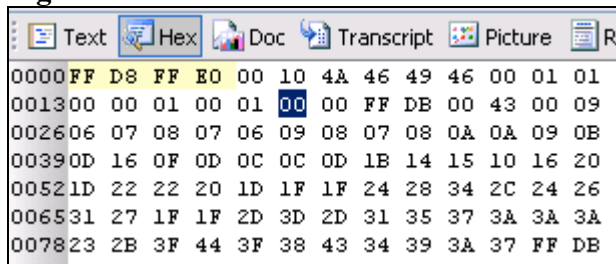 Text Hex Doc Transcript Picture R
0000 FF D8 FF E0 00 10 4A 46 49 46 00 01 01
0013 00 00 01 00 01 00 00 FF DB 00 43 00 09
0026 06 07 08 07 06 09 08 07 08 0A 0A 09 0B
0039 0D 16 0F 0D 0C 0C 0D 1B 14 15 10 16 20
0052 1D 22 22 20 1D 1F 1F 24 28 34 2C 24 26
0065 31 27 1F 1F 2D 3D 2D 31 35 37 3A 3A 3A
0078 23 2B 3F 44 3F 38 43 34 39 3A 37 FF DB